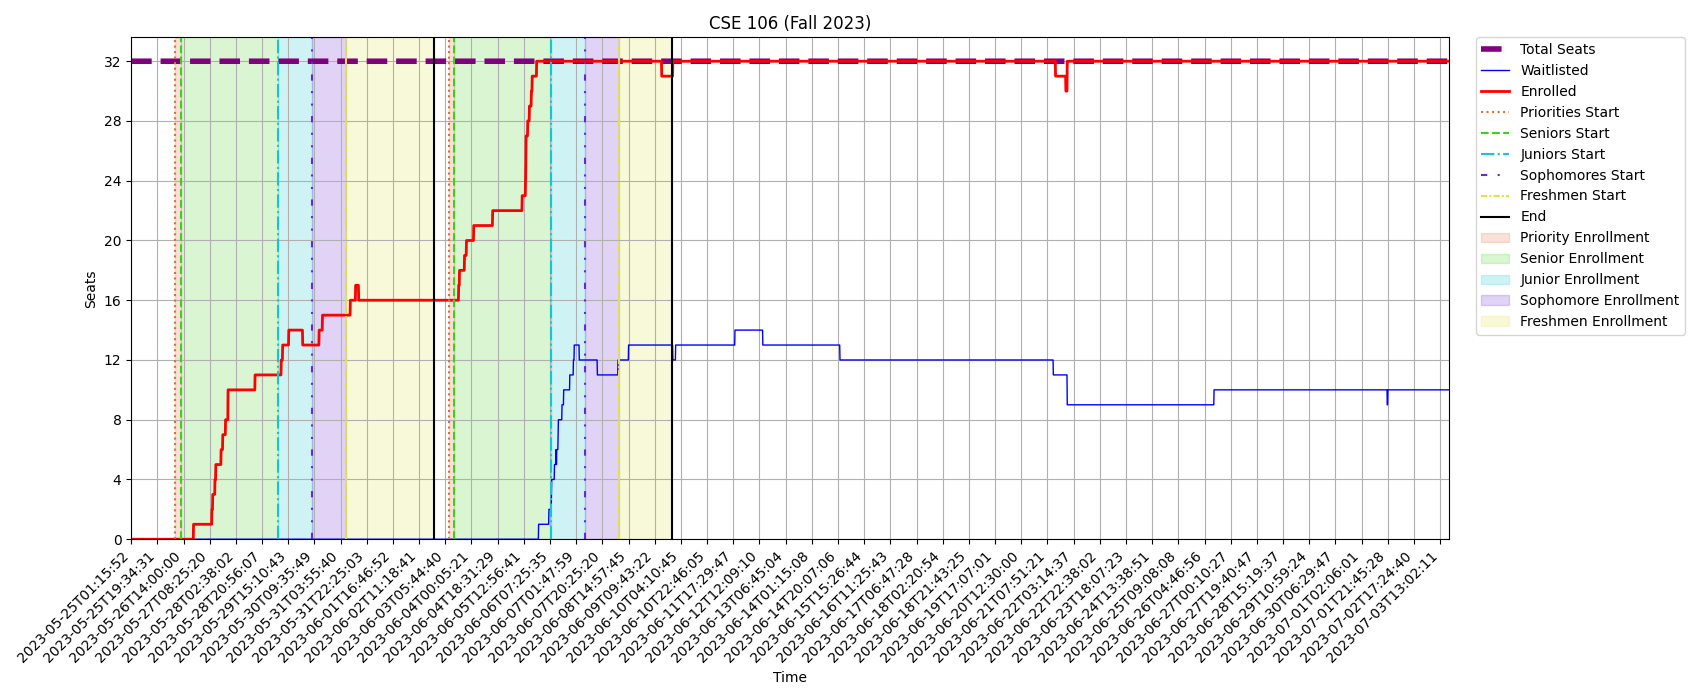 CSE 106 (Fall 2023)
Total Seats
Waitlisted
Enrolled
Priorities Start
Seniors Start
Juniors Start
Sophomores Start
Freshmen Start
End
Priority Enrollment
Senior Enrollment
Junior Enrollment
Sophomore Enrollment
Freshmen Enrollment
Seats
32
28
24
20
16
12
8
4
0
2023-05-25T01:15:52
2023-05-25T19:34:31
2023-05-26T14:00:00
2023-05-27T08:25:20
2023-05-28T02:38:02
2023-05-28T20:56:07
2023-05-29T15:10:43
2023-05-30T09:35:49
2023-05-31T03:55:40
2023-05-31T22:25:03
2023-06-01T16:46:52
2023-06-02T11:18:41
2023-06-03T05:44:40
2023-06-04T00:05:21
2023-06-04T18:31:29
2023-06-05T12:56:41
2023-06-06T07:25:35
2023-06-07T01:47:59
2023-06-07T20:25:20
2023-06-08T14:57:45
2023-06-09T09:43:22
2023-06-10T04:10:45
2023-06-10T22:46:05
2023-06-11T17:29:47
2023-06-12T12:09:10
2023-06-13T06:45:04
2023-06-14T01:15:08
2023-06-14T20:07:06
2023-06-15T15:26:44
2023-06-16T11:25:43
2023-06-17T06:47:28
2023-06-18T02:20:54
2023-06-18T21:43:25
2023-06-19T17:07:01
2023-06-20T12:30:00
2023-06-21T07:51:21
2023-06-22T03:14:37
2023-06-22T22:38:02
2023-06-23T18:07:23
2023-06-24T13:38:51
2023-06-25T09:08:08
2023-06-26T04:46:56
2023-06-27T00:10:27
2023-06-27T19:40:47
2023-06-28T15:19:37
2023-06-29T10:59:24
2023-06-30T06:29:47
2023-07-01T02:06:01
2023-07-01T21:45:28
2023-07-02T17:24:40
2023-07-03T13:02:11
Time